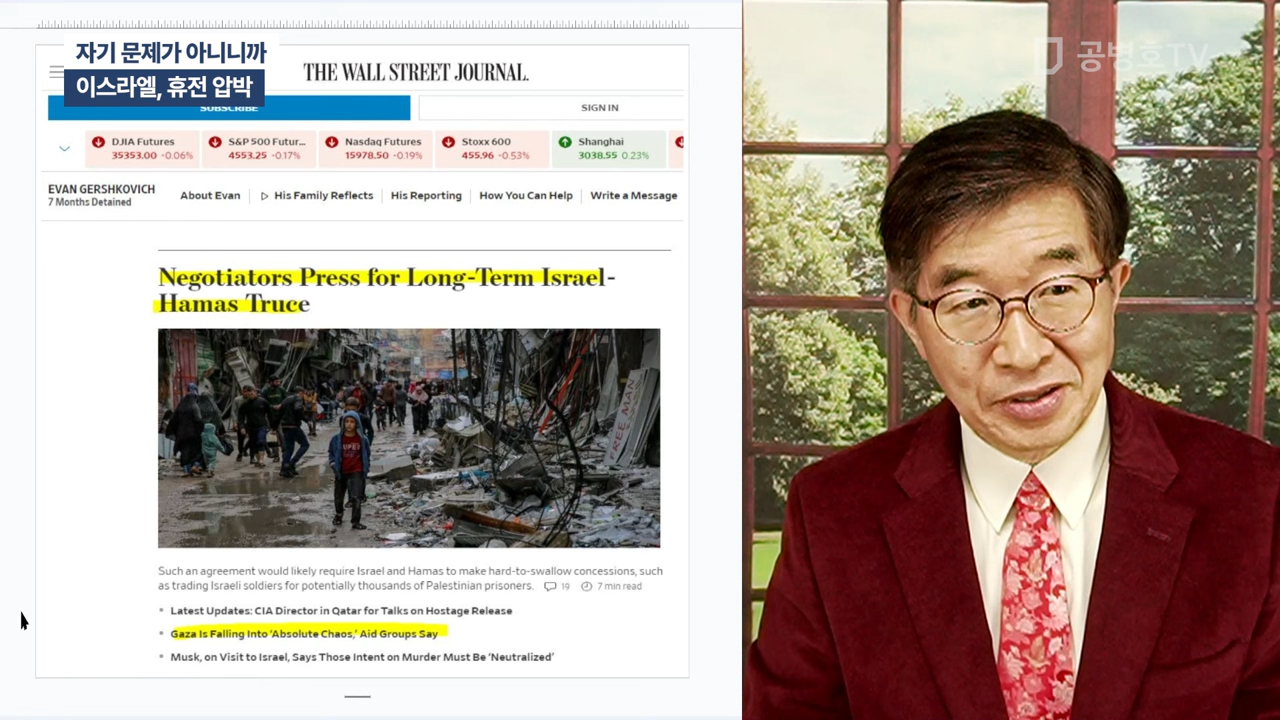 자기 문제가 아니니까
이스라엘, 휴전 압박
공병호TV
THE WALL STREET JOURNAL.
SUBSCRIBE
SIGN IN
DJIA Futures
35353.00 -0.06%
S&P 500 Futur...
4553.25 -0.17%
Nasdaq Futures
15978.50 -0.19%
Stoxx 600
455.96 -0.53%
Shanghai
3038.55 0.23%
EVAN GERSHKOVICH
7 Months Detained
About Evan
His Family Reflects
His Reporting
How You Can Help
Write a Message
Negotiators Press for Long-Term Israel-
Hamas Truce
FREE MAN
Such an agreement would likely require Israel and Hamas to make hard-to-swallow concessions, such
as trading Israeli soldiers for potentially thousands of Palestinian prisoners. 19 7 min read
Latest Updates: CIA Director in Qatar for Talks on Hostage Release
Gaza Is Falling Into 'Absolute Chaos,' Aid Groups Say
Musk, on Visit to Israel, Says Those Intent on Murder Must Be 'Neutralized'